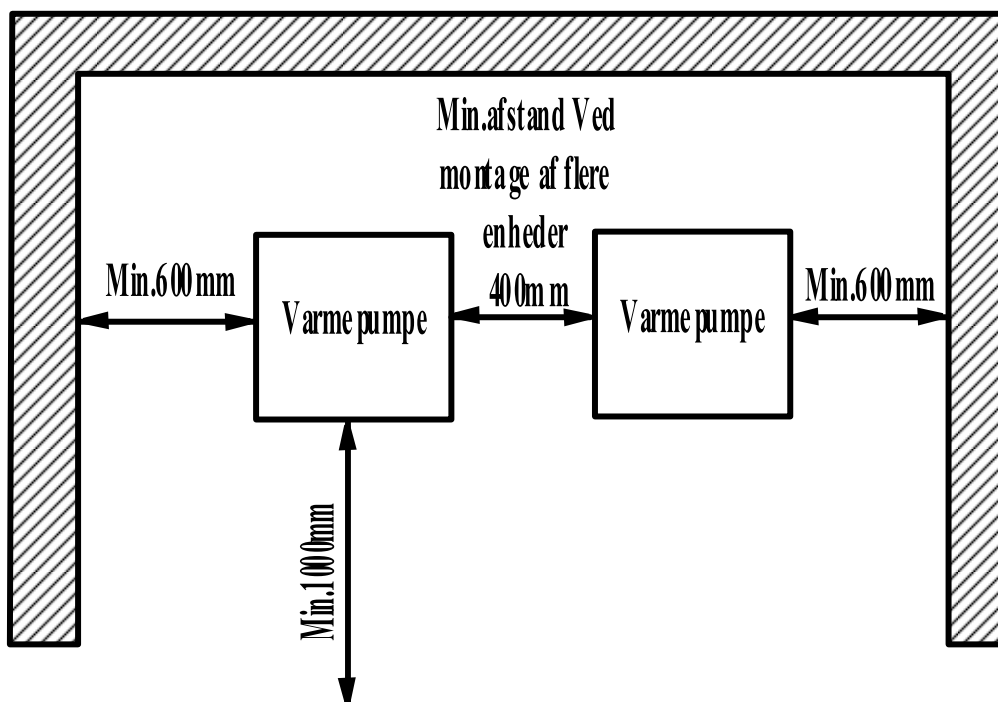 Min.afstand Ved
montage af flere
enheder
400mm
Min.600mm
Varmepumpe
Varmepumpe
Min.600mm
Min.1000mm